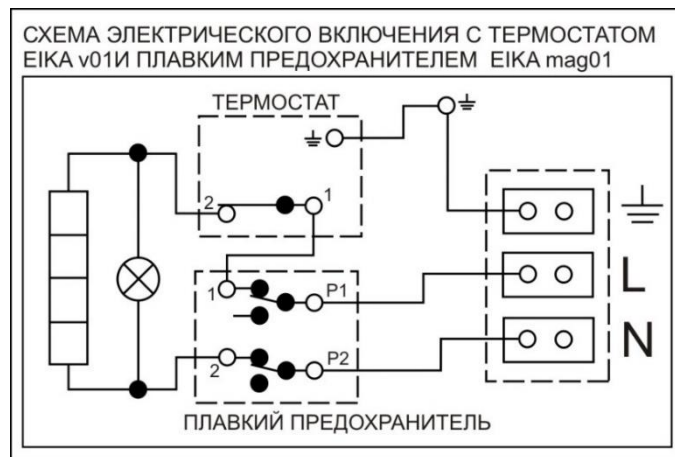 СХЕМА ЭЛЕКТРИЧЕСКОГО ВКЛЮЧЕНИЯ С ТЕРМОСТАТОМ
EIKA v01И ПЛАВКИМ ПРЕДОХРАНИТЕЛЕМ EIKA mag01
ТЕРМОСТАТ
2
1
1
P1
L
2
P2
N
ПЛАВКИЙ ПРЕДОХРАНИТЕЛЬ